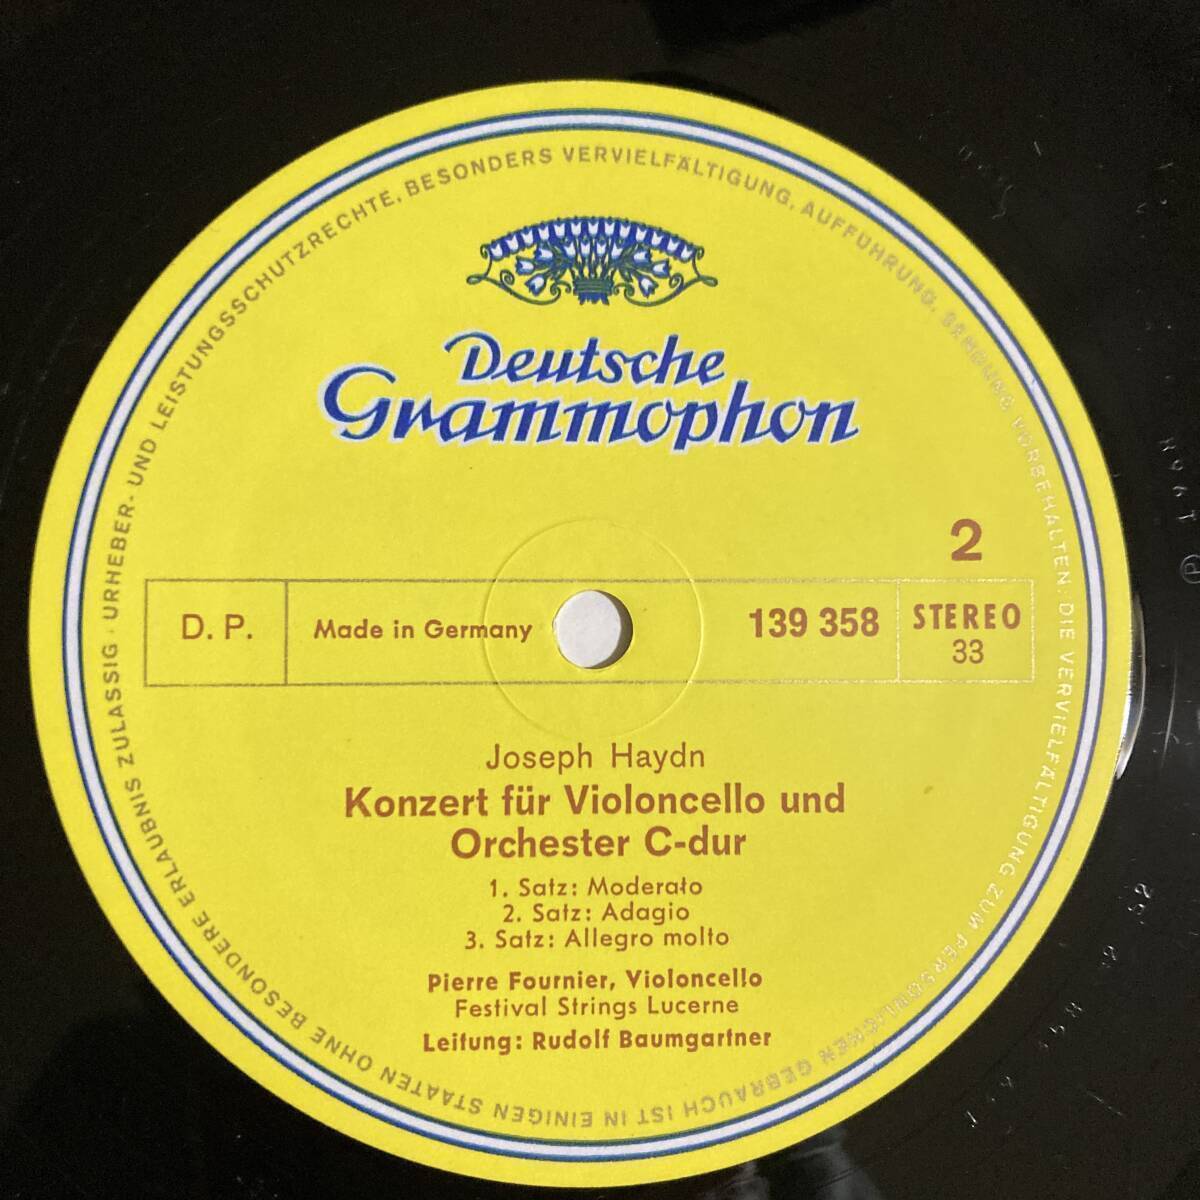 URHEBER- UND LEISTUNGSSCHUTZRECHTE, BESONDERS VERVIELFÄLTIGUNG, AUFFÜHRUNG, SENDUNG VORBEHALTEN: DIE VERVIELFÄLTIGUNG ZUM PERSÖNLICHEN GEBRAUCH IST IN EINIGEN STAATEN OHNE BESONDERE ERLAUBNIS ZULÄSSIG ·
Deutsche
Grammophon
2
D. P.
Made in Germany
139 358
STEREO
33
Joseph Haydn
Konzert für Violoncello und
Orchester C-dur
1. Satz: Moderato
2. Satz: Adagio
3. Satz: Allegro molto
Pierre Fournier, Violoncello
Festival Strings Lucerne
Leitung: Rudolf Baumgartner
℗ 1968